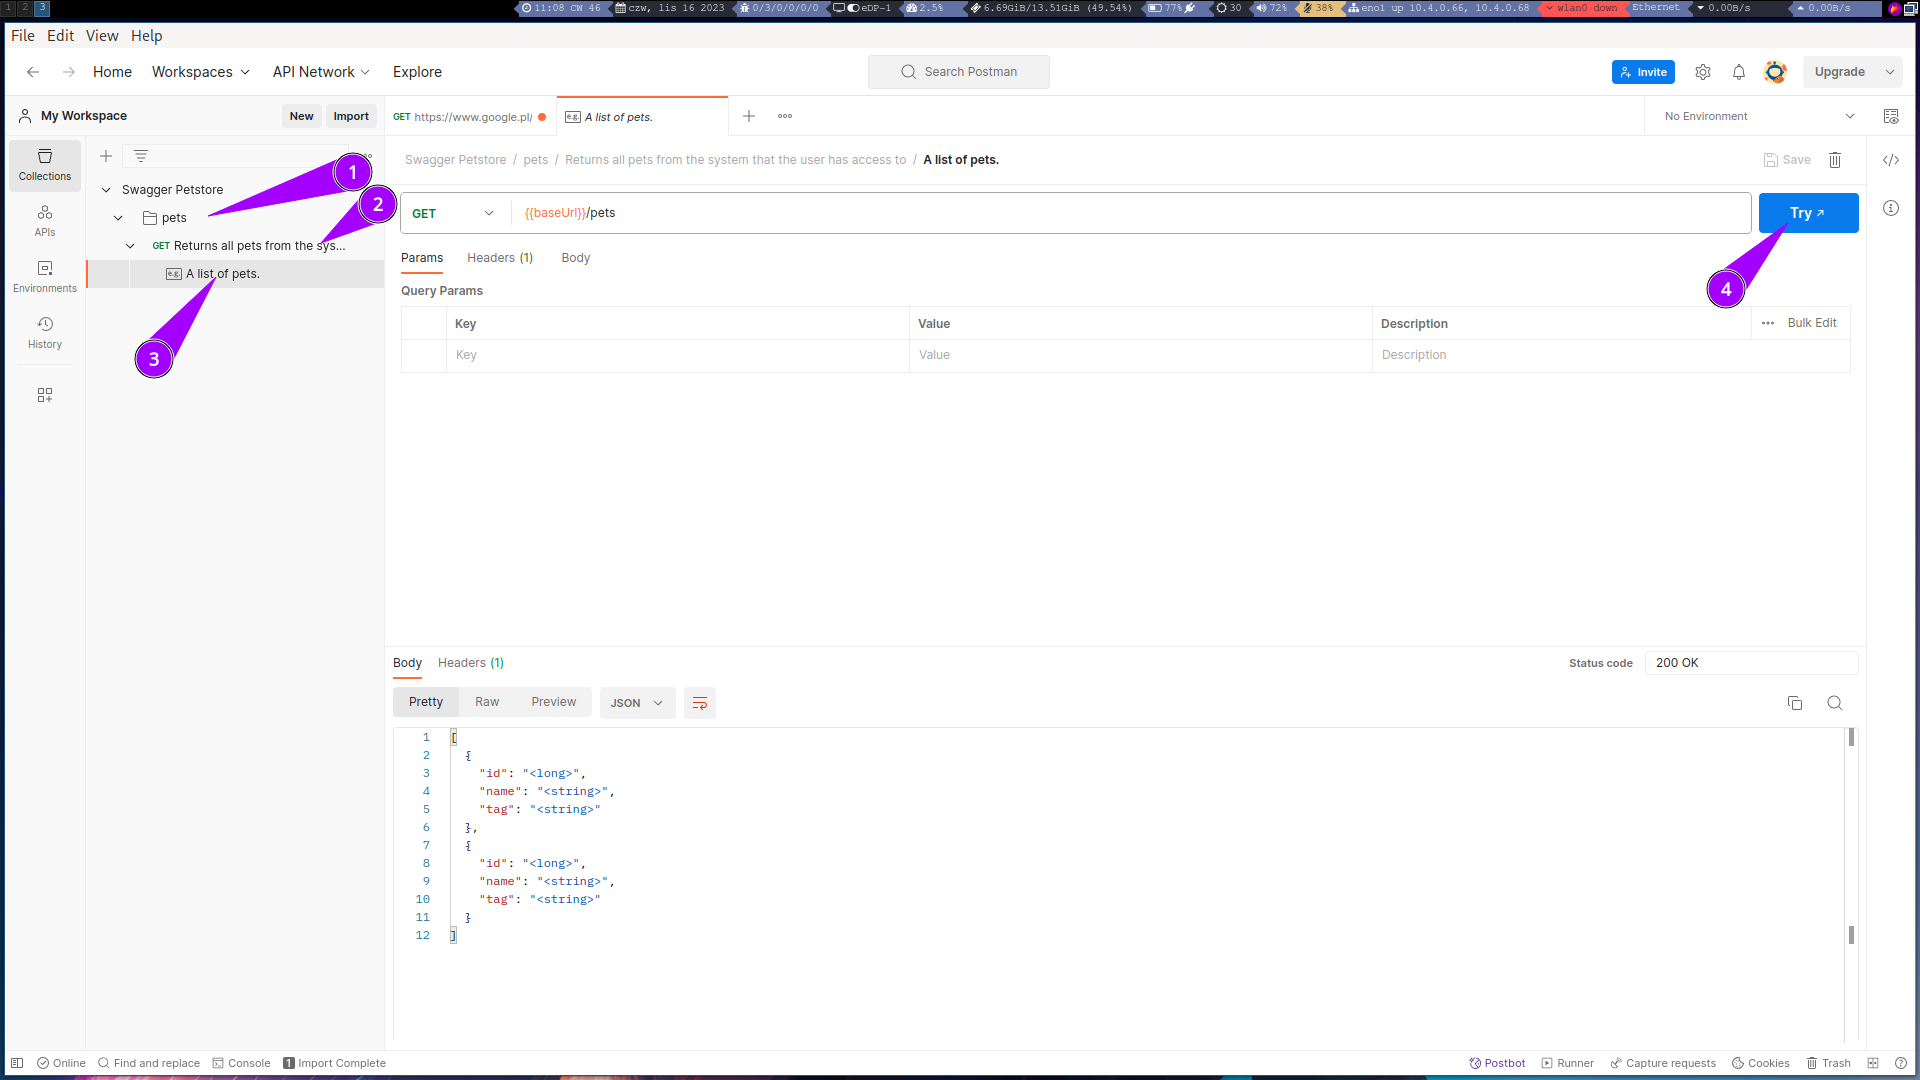 1 2 3 11:08 CW 46 czw, lis 16 2023 0/3/0/0/0/0 eDP-1 2.5% 6.69GiB/13.51GiB (49.54%) 77% 30 72% 38% eno1 up 10.4.0.66, 10.4.0.68 wlan0 down Ethernet 0.00B/s 0.00B/s
File Edit View Help
Home Workspaces API Network Explore Search Postman Invite Upgrade
My Workspace New Import GET https://www.google.pl/ e.g. A list of pets. No Environment
Collections
APIs
Environments
History
Swagger Petstore
pets
GET Returns all pets from the sys...
e.g. A list of pets.
1
2
3
4
Swagger Petstore / pets / Returns all pets from the system that the user has access to / A list of pets. Save
GET {{baseUrl}}/pets Try
Params Headers (1) Body
Query Params
Key Value Description Bulk Edit
Key Value Description
Body Headers (1) Status code 200 OK
Pretty Raw Preview JSON
1 [
2 {
3 "id": "<long>",
4 "name": "<string>",
5 "tag": "<string>"
6 },
7 {
8 "id": "<long>",
9 "name": "<string>",
10 "tag": "<string>"
11 }
12 ]
Online Find and replace Console 1 Import Complete Postbot Runner Capture requests Cookies Trash